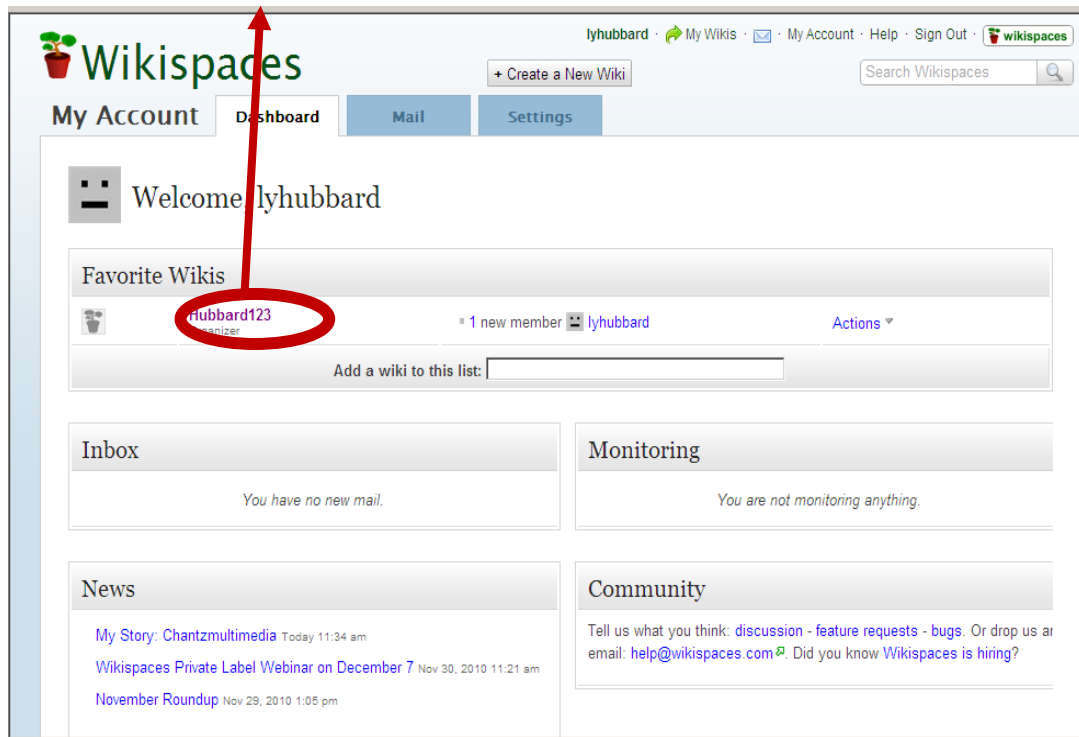 lyhubbard · My Wikis · · My Account · Help · Sign Out · wikispaces
Wikispaces
+ Create a New Wiki
Search Wikispaces
My Account
Dashboard
Mail
Settings
Welcome, lyhubbard
Favorite Wikis
Hubbard123
1 new member lyhubbard
Actions
Organizer
Add a wiki to this list:
Inbox
Monitoring
You have no new mail.
You are not monitoring anything.
News
Community
My Story: Chantzmultimedia Today 11:34 am
Wikispaces Private Label Webinar on December 7 Nov 30, 2010 11:21 am
November Roundup Nov 29, 2010 1:05 pm
Tell us what you think: discussion - feature requests - bugs. Or drop us
email: help@wikispaces.com. Did you know Wikispaces is hiring?